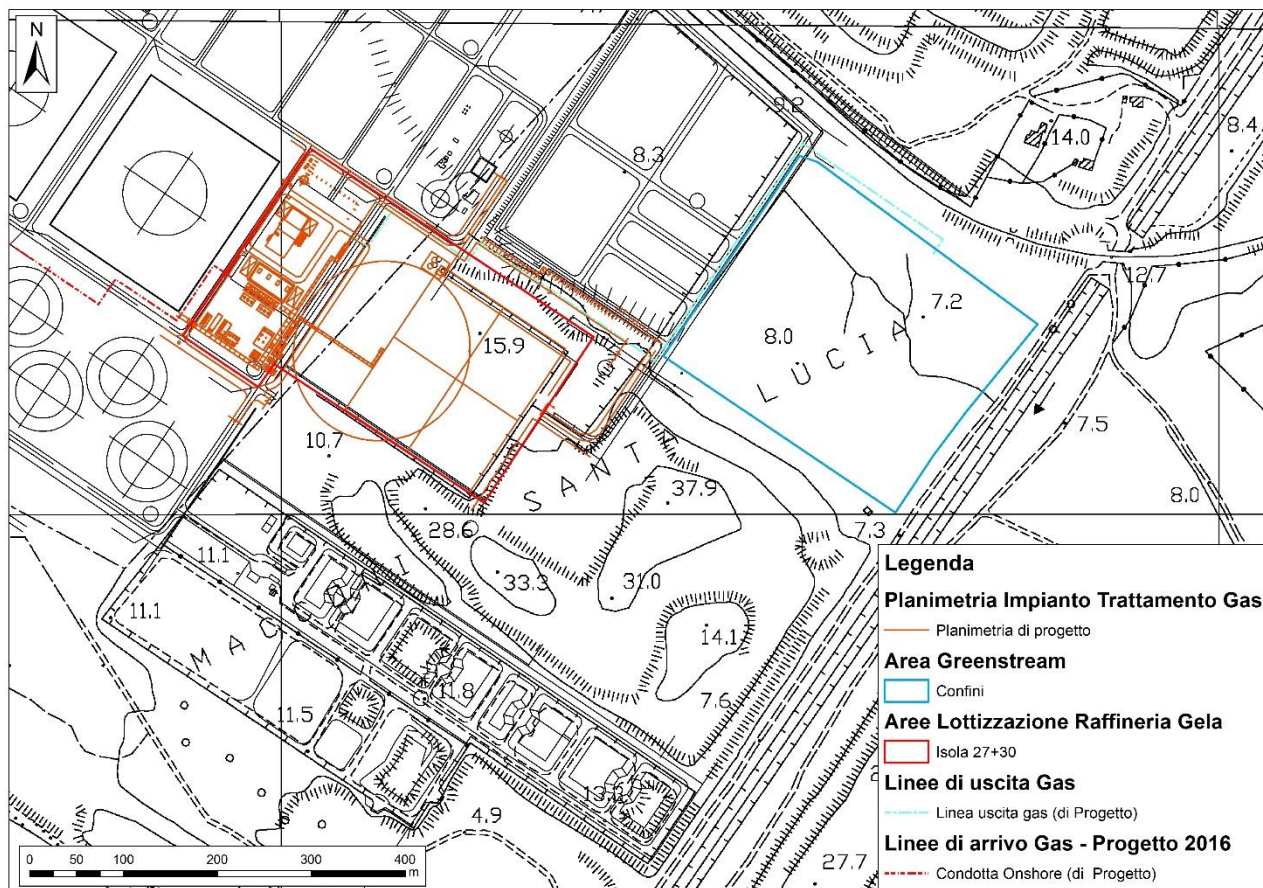 N
9.2
14.0
8.4
8.3
7.2
12.7
8.0
15.9
LÙCIA
7.5
10.7
8.0
SANT
37.9
7.3
28.6
11.1
33.3
31.0
11.1
14.1
MA
7.6
11.8
11.5
4.9
27.7
0 50 100 200 300 400
m
Legenda
Planimetria Impianto Trattamento Gas
Planimetria di progetto
Area Greenstream
Confini
Aree Lottizzazione Raffineria Gela
Isola 27+30
Linee di uscita Gas
Linea uscita gas (di Progetto)
Linee di arrivo Gas - Progetto 2016
Condotta Onshore (di Progetto)